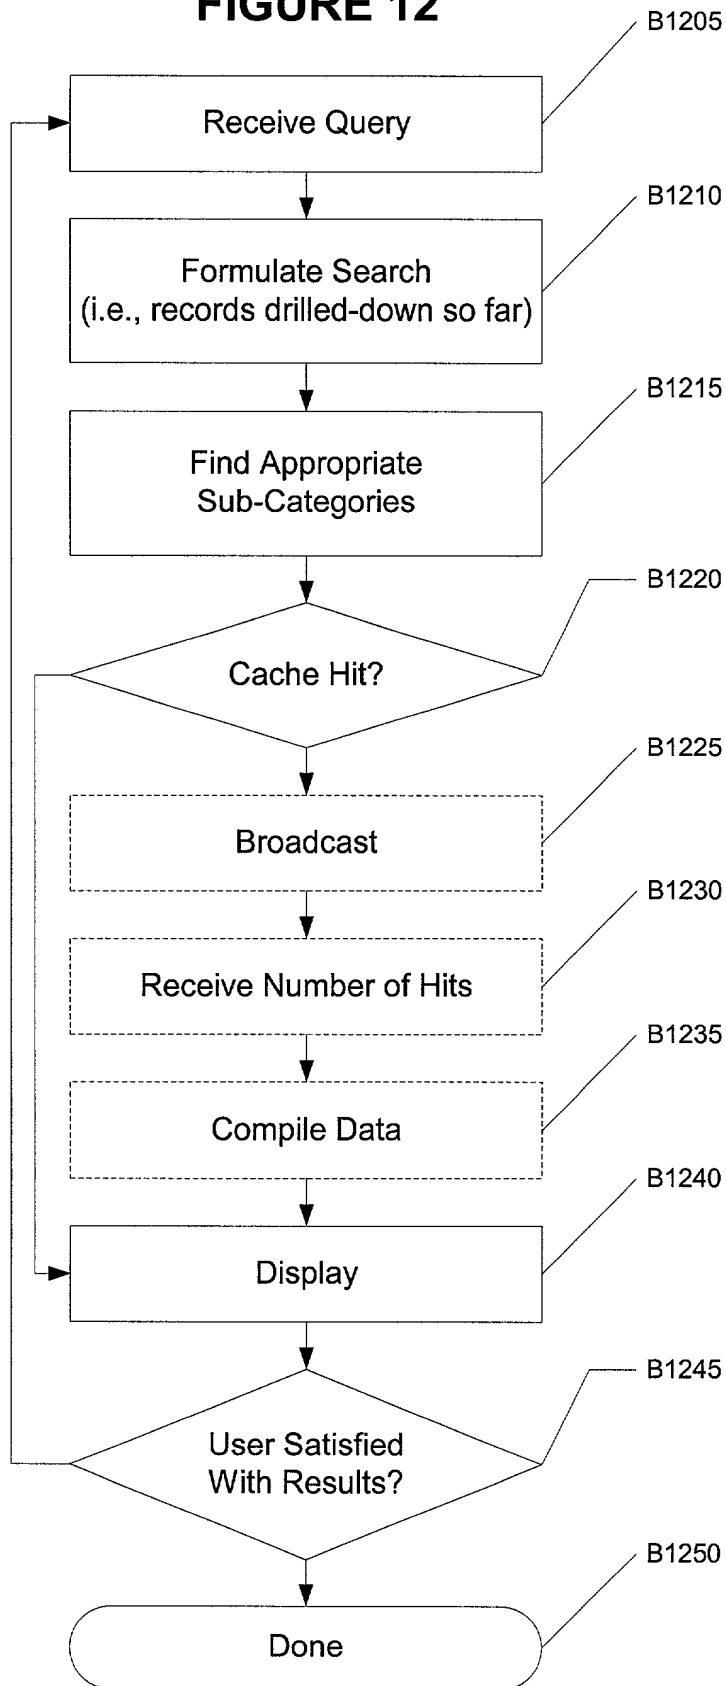 FIGURE 12
B1205
Receive Query
B1210
Formulate Search
(i.e., records drilled-down so far)
B1215
Find Appropriate
Sub-Categories
B1220
Cache Hit?
B1225
Broadcast
B1230
Receive Number of Hits
B1235
Compile Data
B1240
Display
B1245
User Satisfied
With Results?
B1250
Done